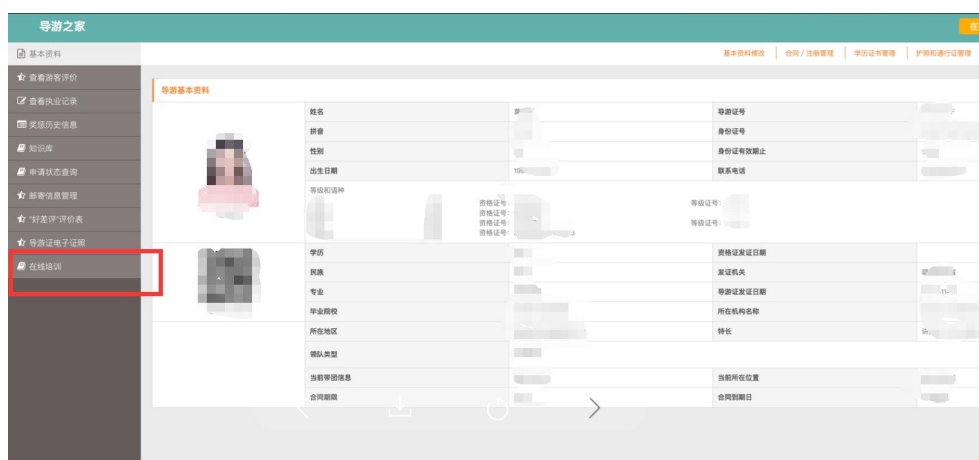 导游之家
在
基本资料
基本资料修改 合同/注册管理 学历证书管理 护照和通行证管理
查看游客评价
导游基本资料
查看执业记录
姓名 导游证号
奖惩历史信息
拼音 身份证号
知识库
性别 身份证有效期止
申请状态查询
出生日期 199 联系电话
等级和语种
邮寄信息管理
资格证号: 等级证号:
资格证号:
"好差评"评价表
资格证号: 等级证号:
资格证号:
导游证电子证照
学历 资格证发证日期
在线培训
民族 发证机关
专业 导游证发证日期
毕业院校 所在机构名称
所在地区 特长
领队类型
当前带团信息 当前所在位置
合同期限 合同到期日